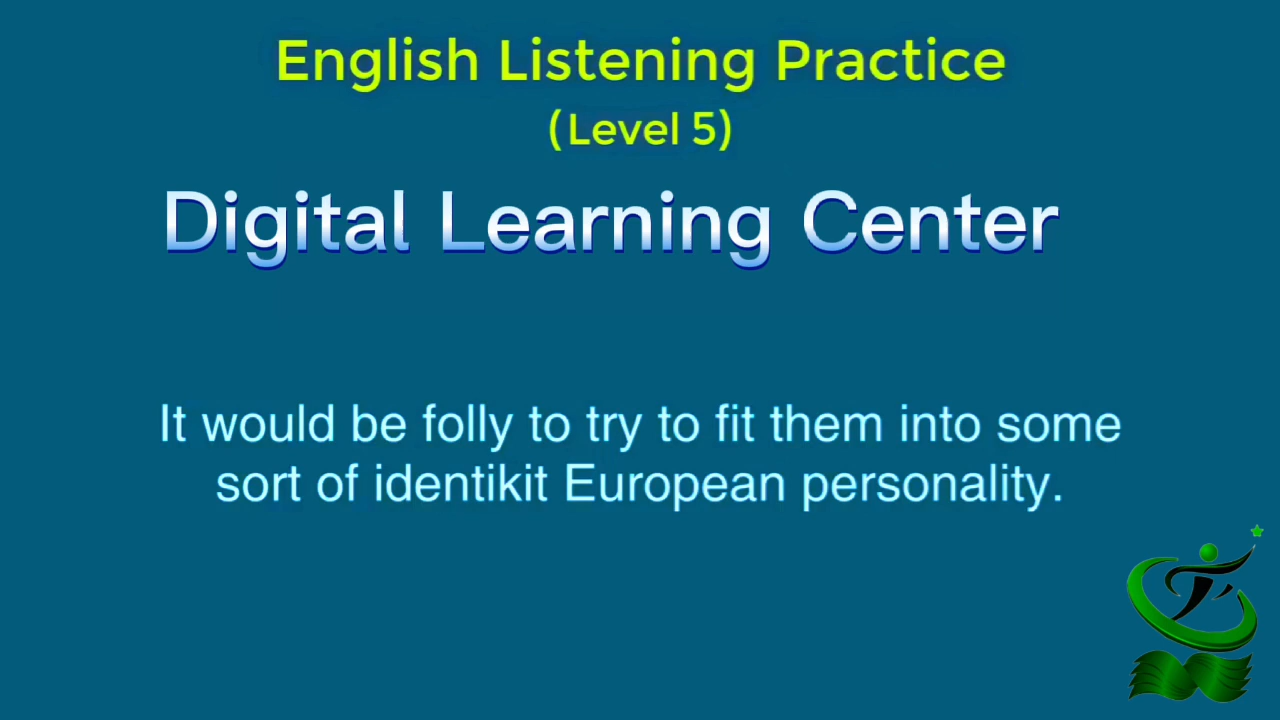 English Listening Practice
(Level 5)
Digital Learning Center
It would be folly to try to fit them into some
sort of identikit European personality.